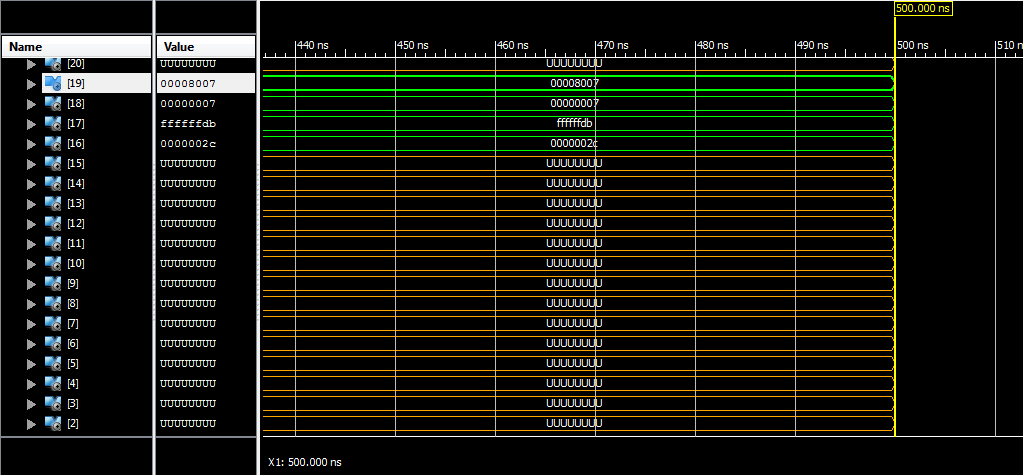 500.000 ns
Name Value 440 ns 450 ns 460 ns 470 ns 480 ns 490 ns 500 ns 510 n
[20] UUUUUUUU UUUUUUUU
[19] 00008007 00008007
[18] 00000007 00000007
[17] ffffffdb ffffffdb
[16] 0000002c 0000002c
[15] UUUUUUUU UUUUUUUU
[14] UUUUUUUU UUUUUUUU
[13] UUUUUUUU UUUUUUUU
[12] UUUUUUUU UUUUUUUU
[11] UUUUUUUU UUUUUUUU
[10] UUUUUUUU UUUUUUUU
[9] UUUUUUUU UUUUUUUU
[8] UUUUUUUU UUUUUUUU
[7] UUUUUUUU UUUUUUUU
[6] UUUUUUUU UUUUUUUU
[5] UUUUUUUU UUUUUUUU
[4] UUUUUUUU UUUUUUUU
[3] UUUUUUUU UUUUUUUU
[2] UUUUUUUU UUUUUUUU
X1: 500.000 ns